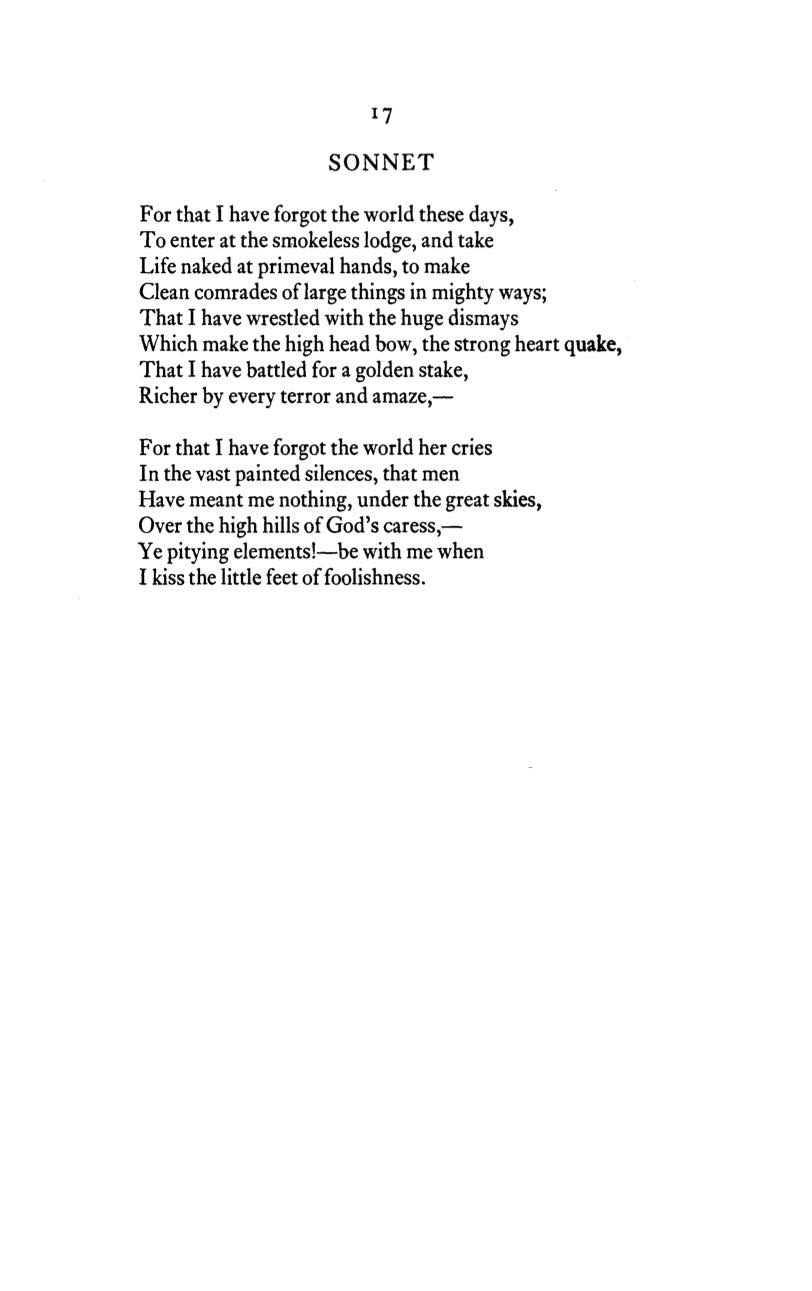 17
SONNET
For that I have forgot the world these days,
To enter at the smokeless lodge, and take
Life naked at primeval hands, to make
Clean comrades of large things in mighty ways;
That I have wrestled with the huge dismays
Which make the high head bow, the strong heart quake,
That I have battled for a golden stake,
Richer by every terror and amaze,—
For that I have forgot the world her cries
In the vast painted silences, that men
Have meant me nothing, under the great skies,
Over the high hills of God's caress,—
Ye pitying elements!—be with me when
I kiss the little feet of foolishness.